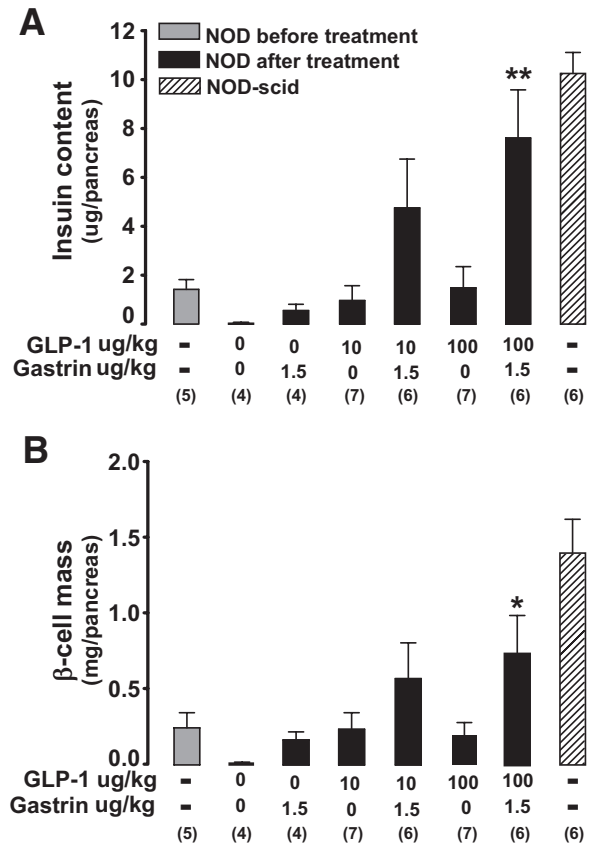 A
12
NOD before treatment
NOD after treatment
NOD-scid
10
**
8
6
4
2
0
Insuin content
(ug/pancreas)
GLP-1 ug/kg - 0 0 10 10 100 100 -
Gastrin ug/kg - 0 1.5 0 1.5 0 1.5 -
(5) (4) (4) (7) (6) (7) (6) (6)
B
2.0
1.5
1.0
*
0.5
0.0
β-cell mass
(mg/pancreas)
GLP-1 ug/kg - 0 0 10 10 100 100 -
Gastrin ug/kg - 0 1.5 0 1.5 0 1.5 -
(5) (4) (4) (7) (6) (7) (6) (6)